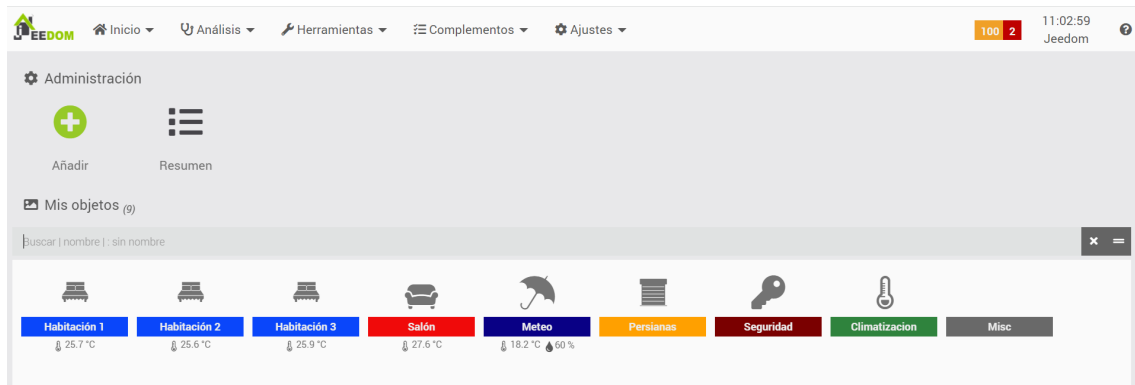 JEEDOM Inicio Análisis Herramientas Complementos Ajustes 100 2 11:02:59
Jeedom
Administración
Añadir Resumen
Mis objetos (9)
Buscar | nombre | : sin nombre
Habitación 1 Habitación 2 Habitación 3 Salón Meteo Persianas Seguridad Climatizacion Misc
25.7 °C 25.6 °C 25.9 °C 27.6 °C 18.2 °C 60 %